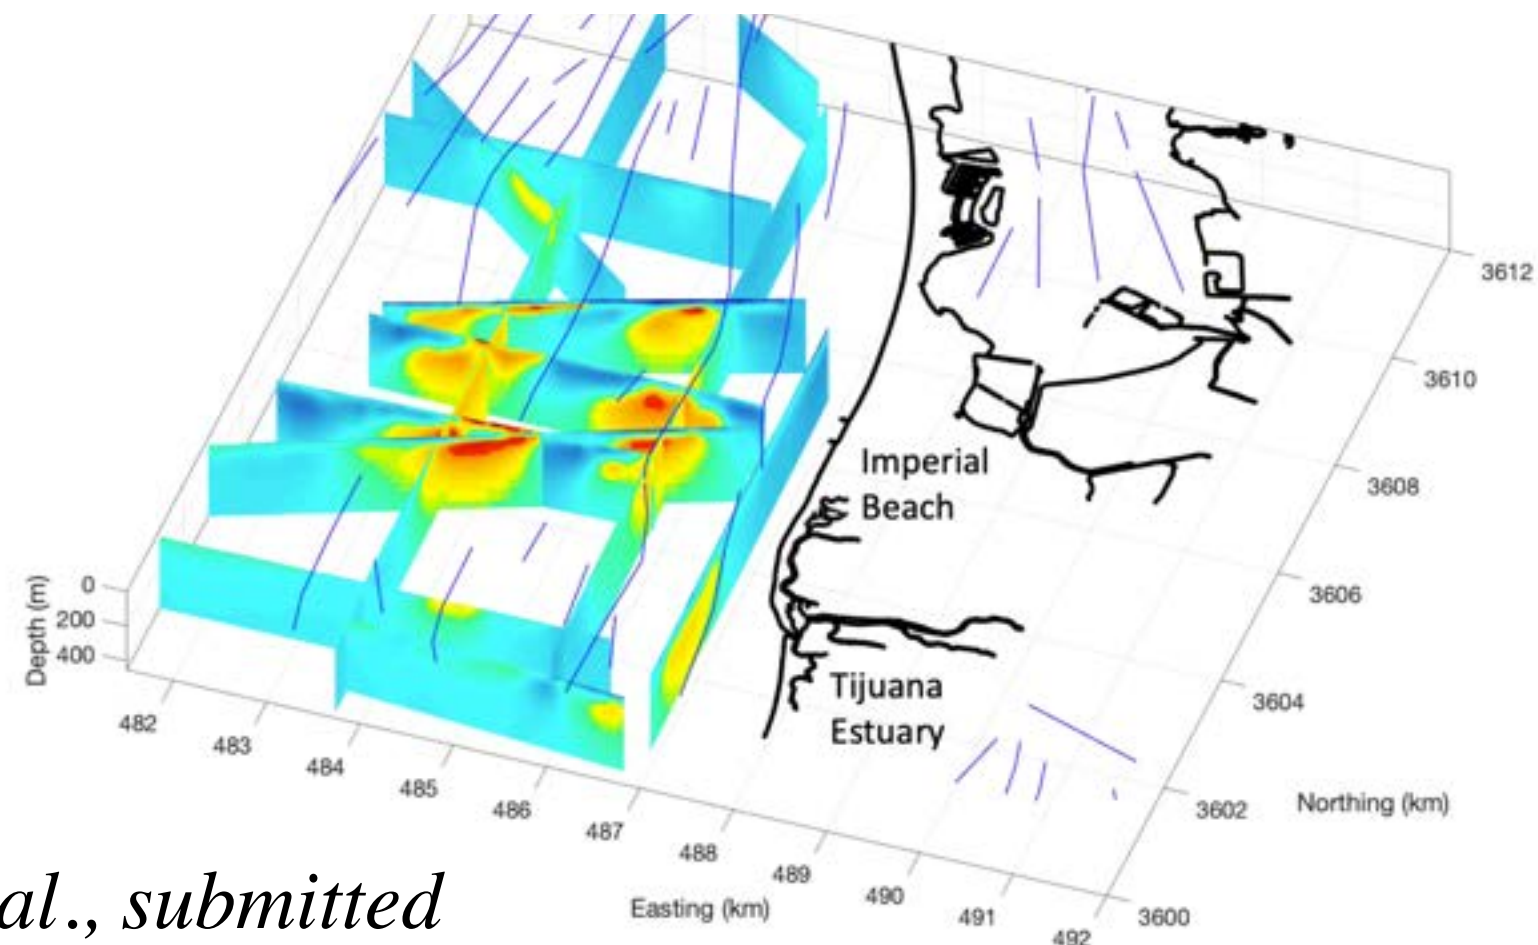 3612
3610
3608
Imperial
Beach
3606
Depth (m)
0
200
400
3604
Tijuana
Estuary
3602
Northing (km)
3600
482
483
484
485
486
487
488
489
490
491
492
Easting (km)
al., submitted